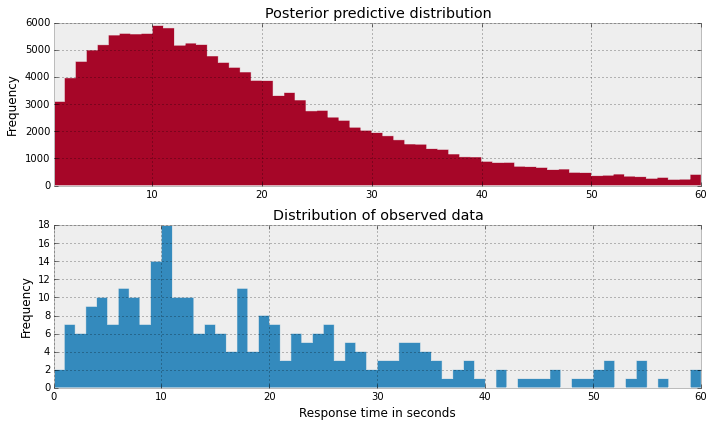 Posterior predictive distribution
6000
5000
4000
3000
2000
1000
0
Frequency
10 20 30 40 50 60
Distribution of observed data
18
16
14
12
10
8
6
4
2
0
Frequency
0 10 20 30 40 50 60
Response time in seconds